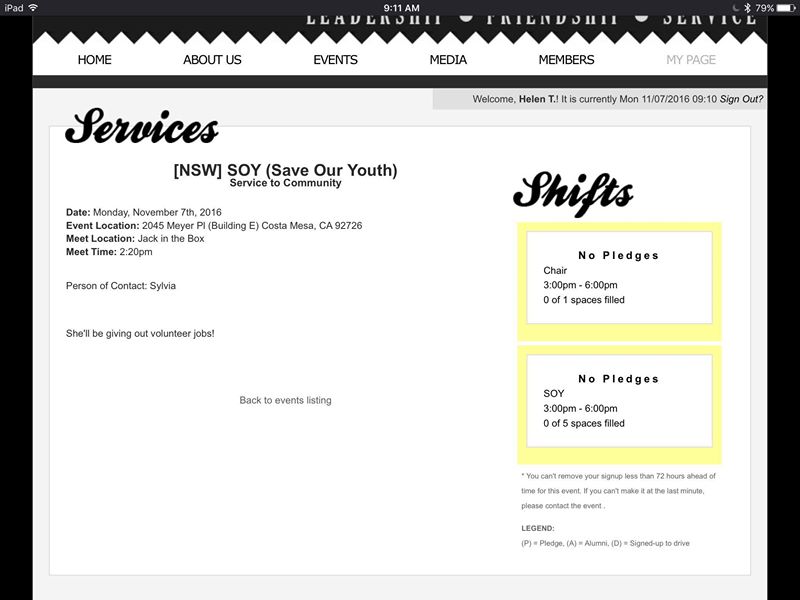 iPad 9:11 AM 79%
LEADERSHIP FRIENDSHIP SERVICE
HOME ABOUT US EVENTS MEDIA MEMBERS MY PAGE
Welcome, Helen T.! It is currently Mon 11/07/2016 09:10 Sign Out?
Services
[NSW] SOY (Save Our Youth)
Service to Community
Date: Monday, November 7th, 2016
Event Location: 2045 Meyer Pl (Building E) Costa Mesa, CA 92726
Meet Location: Jack in the Box
Meet Time: 2:20pm
Person of Contact: Sylvia
She'll be giving out volunteer jobs!
Back to events listing
Shifts
No Pledges
Chair
3:00pm - 6:00pm
0 of 1 spaces filled
No Pledges
SOY
3:00pm - 6:00pm
0 of 5 spaces filled
* You can't remove your signup less than 72 hours ahead of
time for this event. If you can't make it at the last minute,
please contact the event .
LEGEND:
(P) = Pledge, (A) = Alumni, (D) = Signed-up to drive